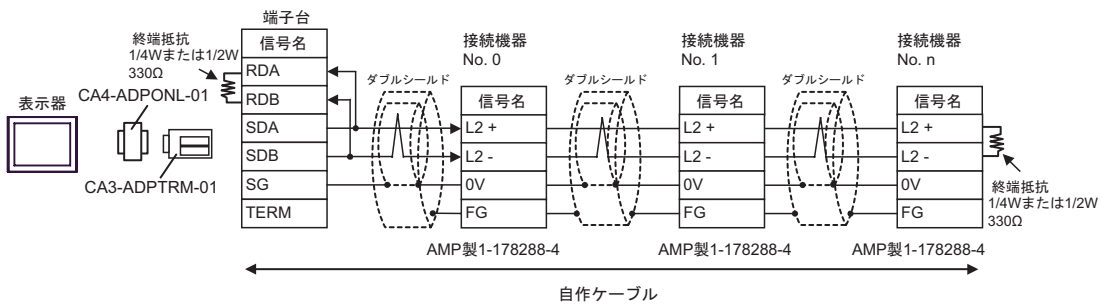 端子台
終端抵抗
1/4Wまたは1/2W
330Ω
信号名
RDA
RDB
SDA
SDB
SG
TERM
表示器
CA4-ADPONL-01
CA3-ADPTRM-01
ダブルシールド
接続機器
No. 0
信号名
L2 +
L2 -
0V
FG
AMP製1-178288-4
ダブルシールド
接続機器
No. 1
信号名
L2 +
L2 -
0V
FG
AMP製1-178288-4
ダブルシールド
接続機器
No. n
信号名
L2 +
L2 -
0V
FG
AMP製1-178288-4
終端抵抗
1/4Wまたは1/2W
330Ω
自作ケーブル